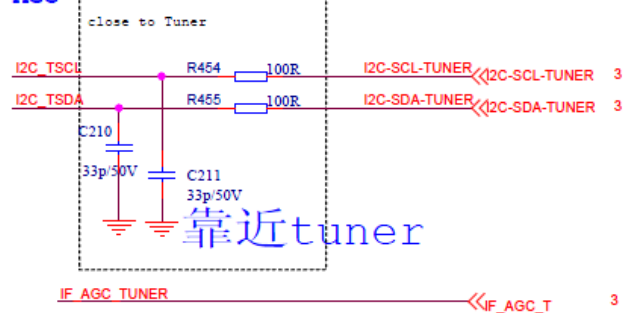 close to Tuner
I2C_TSCL R454 100R I2C-SCL-TUNER I2C-SCL-TUNER 3
I2C_TSDA R455 100R I2C-SDA-TUNER I2C-SDA-TUNER 3
C210
33p/50V C211
33p/50V
靠近tuner
IF_AGC_TUNER IF_AGC_T 3